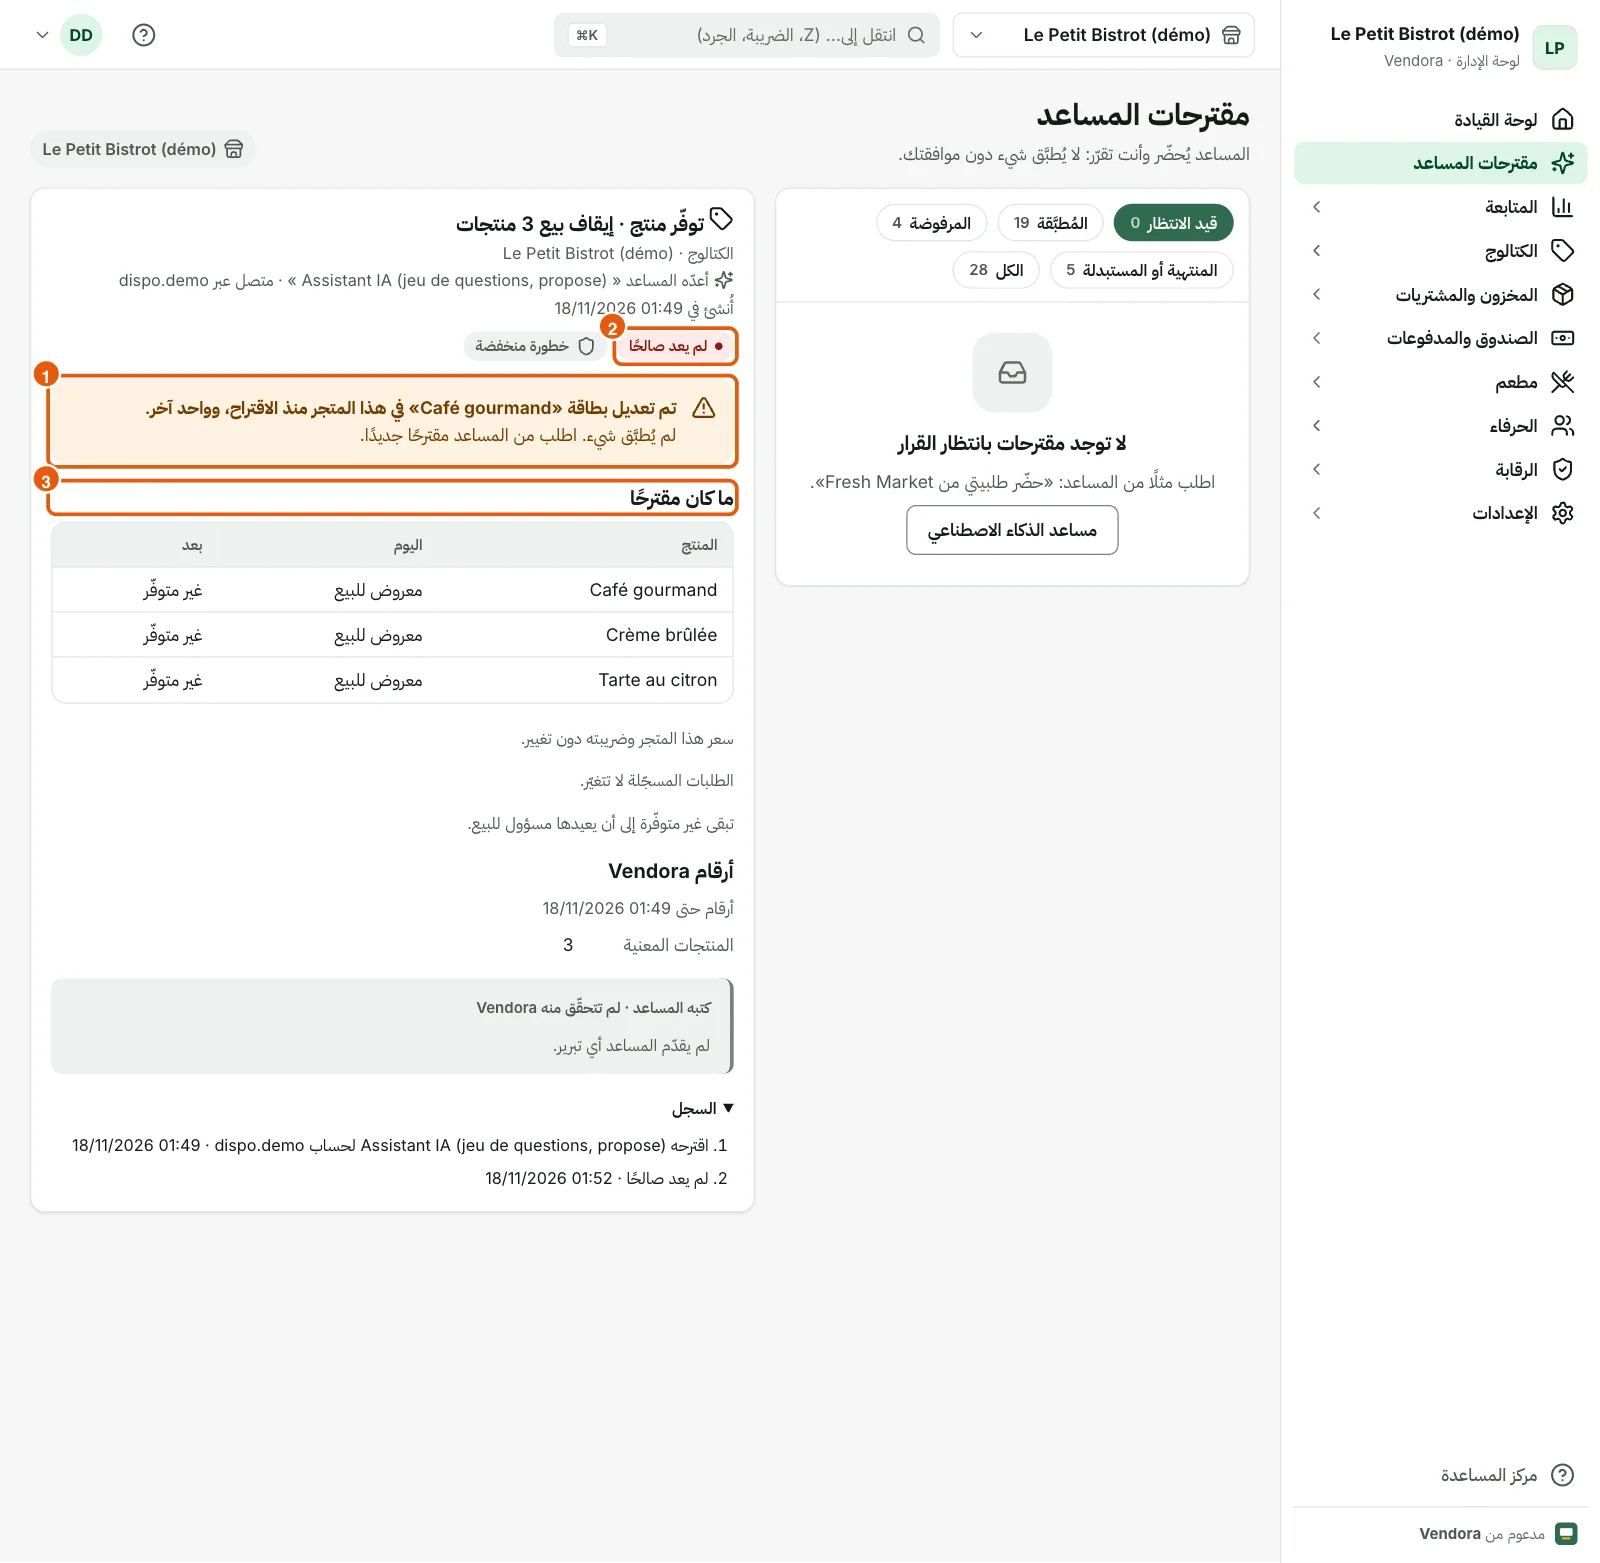 LP
Le Petit Bistrot (démo)
لوحة الإدارة · Vendora
لوحة القيادة
مقترحات المساعد
المتابعة
الكتالوج
المخزون والمشتريات
الصندوق والمدفوعات
مطعم
الحرفاء
الرقابة
الإعدادات
مركز المساعدة
مدعوم من Vendora
Le Petit Bistrot (démo)
انتقل إلى... (Z، الضريبة، الجرد)
⌘K
DD
مقترحات المساعد
المساعد يُحضّر وأنت تقرّر: لا يُطبَّق شيء دون موافقتك.
Le Petit Bistrot (démo)
قيد الانتظار 0
المُطبَّقة 19
المرفوضة 4
المنتهية أو المستبدلة 5
الكل 28
لا توجد مقترحات بانتظار القرار
اطلب مثلًا من المساعد: «حضّر طلبيتي من Fresh Market».
مساعد الذكاء الاصطناعي
توفّر منتج · إيقاف بيع 3 منتجات
الكتالوج · Le Petit Bistrot (démo)
أعدّه المساعد « Assistant IA (jeu de questions, propose) » · متصل عبر dispo.demo
أُنشئ في 18/11/2026 01:49
2
لم يعد صالحًا
خطورة منخفضة
1
تم تعديل بطاقة «Café gourmand» في هذا المتجر منذ الاقتراح، وواحد آخر.
لم يُطبَّق شيء. اطلب من المساعد مقترحًا جديدًا.
3
ما كان مقترحًا
المنتج اليوم بعد
Café gourmand معروض للبيع غير متوفّر
Crème brûlée معروض للبيع غير متوفّر
Tarte au citron معروض للبيع غير متوفّر
سعر هذا المتجر وضريبته دون تغيير.
الطلبات المسجّلة لا تتغيّر.
تبقى غير متوفّرة إلى أن يعيدها مسؤول للبيع.
أرقام Vendora
أرقام حتى 18/11/2026 01:49
المنتجات المعنية 3
كتبه المساعد · لم تتحقّق منه Vendora
لم يقدّم المساعد أي تبرير.
السجل
1. اقترحه Assistant IA (jeu de questions, propose) لحساب dispo.demo · 18/11/2026 01:49
2. لم يعد صالحًا · 18/11/2026 01:52